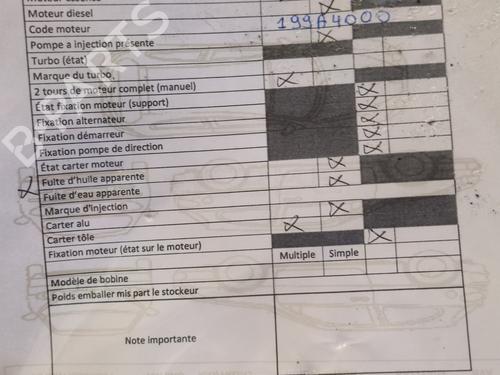 Moteur diesel
Code moteur 199A4000
Pompe a injection présente
Turbo (état)
Marque du turbo
2 tours de moteur complet (manuel)
État fixation moteur (support)
Fixation alternateur
Fixation démarreur
Fixation pompe de direction
État carter moteur
Fuite d'huile apparente
Fuite d'eau apparente
Marque d'injection
Carter alu
Carter tôle
Fixation moteur (état sur le moteur) Multiple Simple
Modèle de bobine
Poids emballer mis part le stockeur
Note importante